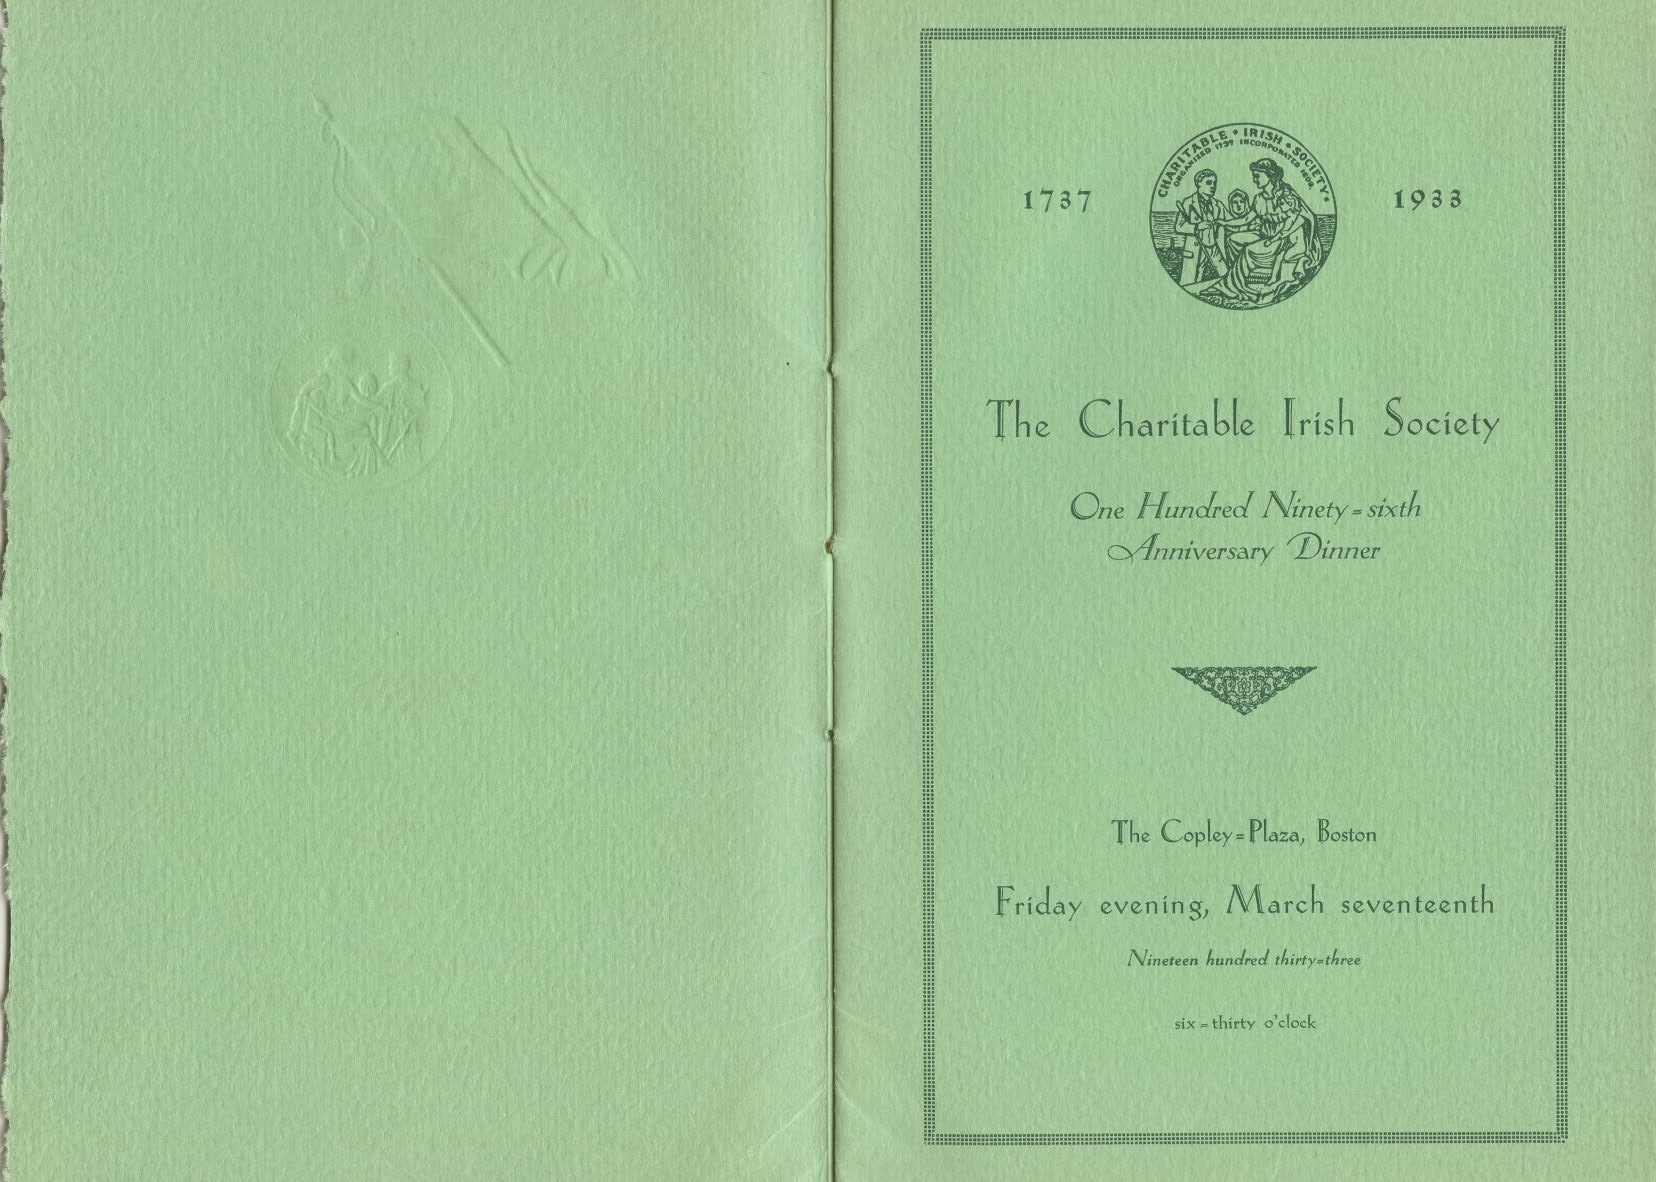 1737
CHARITABLE • IRISH • SOCIETY •
ORGANIZED 1737 INCORPORATED 1809.
1933
The Charitable Irish Society
One Hundred Ninety=sixth
Anniversary Dinner
The Copley=Plaza, Boston
Friday evening, March seventeenth
Nineteen hundred thirty=three
six=thirty o'clock